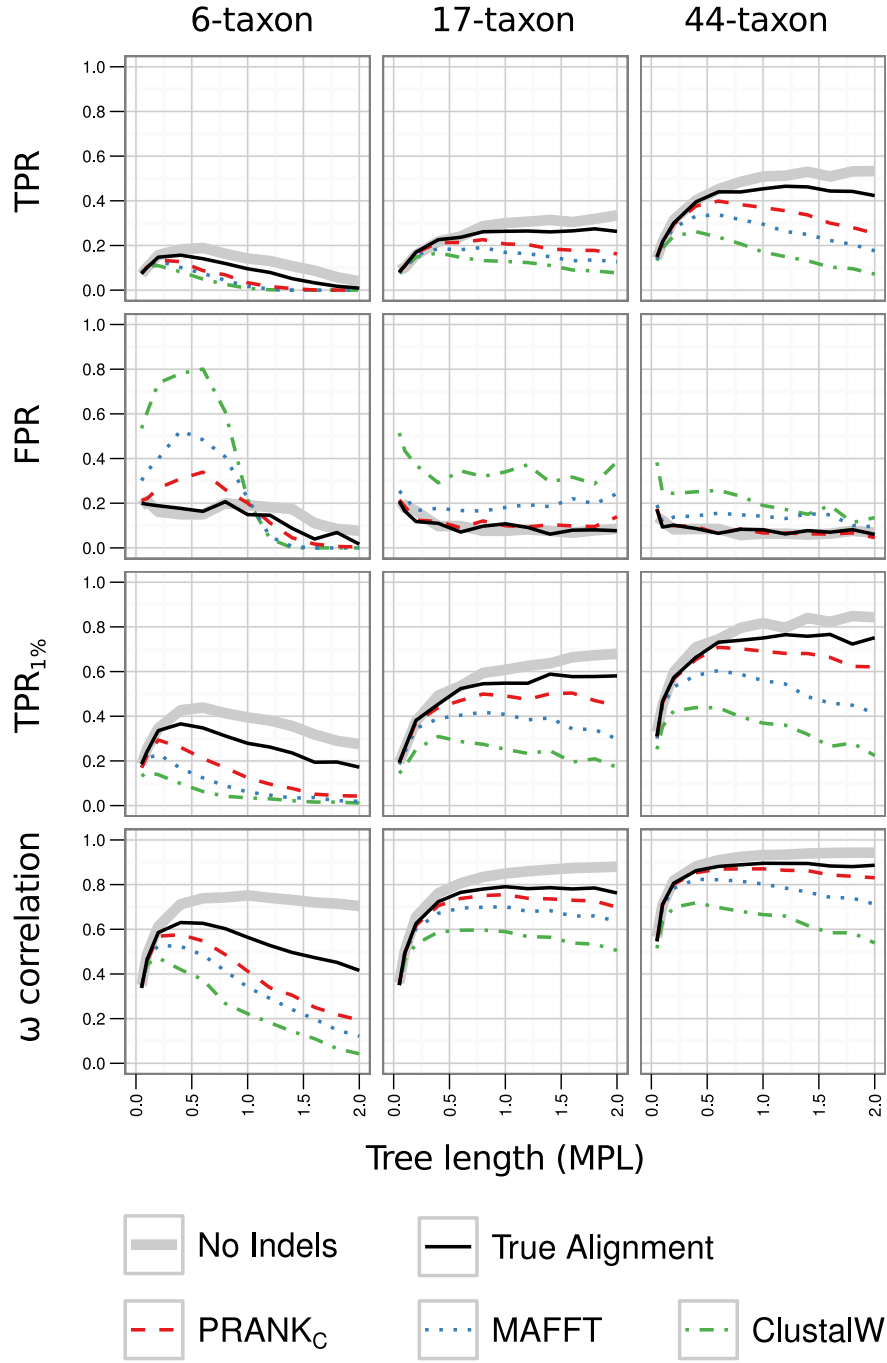 6-taxon 17-taxon 44-taxon
TPR
1.0
0.8
0.6
0.4
0.2
0.0
FPR
1.0
0.8
0.6
0.4
0.2
0.0
TPR1%
1.0
0.8
0.6
0.4
0.2
0.0
ω correlation
1.0
0.8
0.6
0.4
0.2
0.0
0.0 0.5 1.0 1.5 2.0 0.0 0.5 1.0 1.5 2.0 0.0 0.5 1.0 1.5 2.0
Tree length (MPL)
No Indels True Alignment
PRANKC MAFFT ClustalW